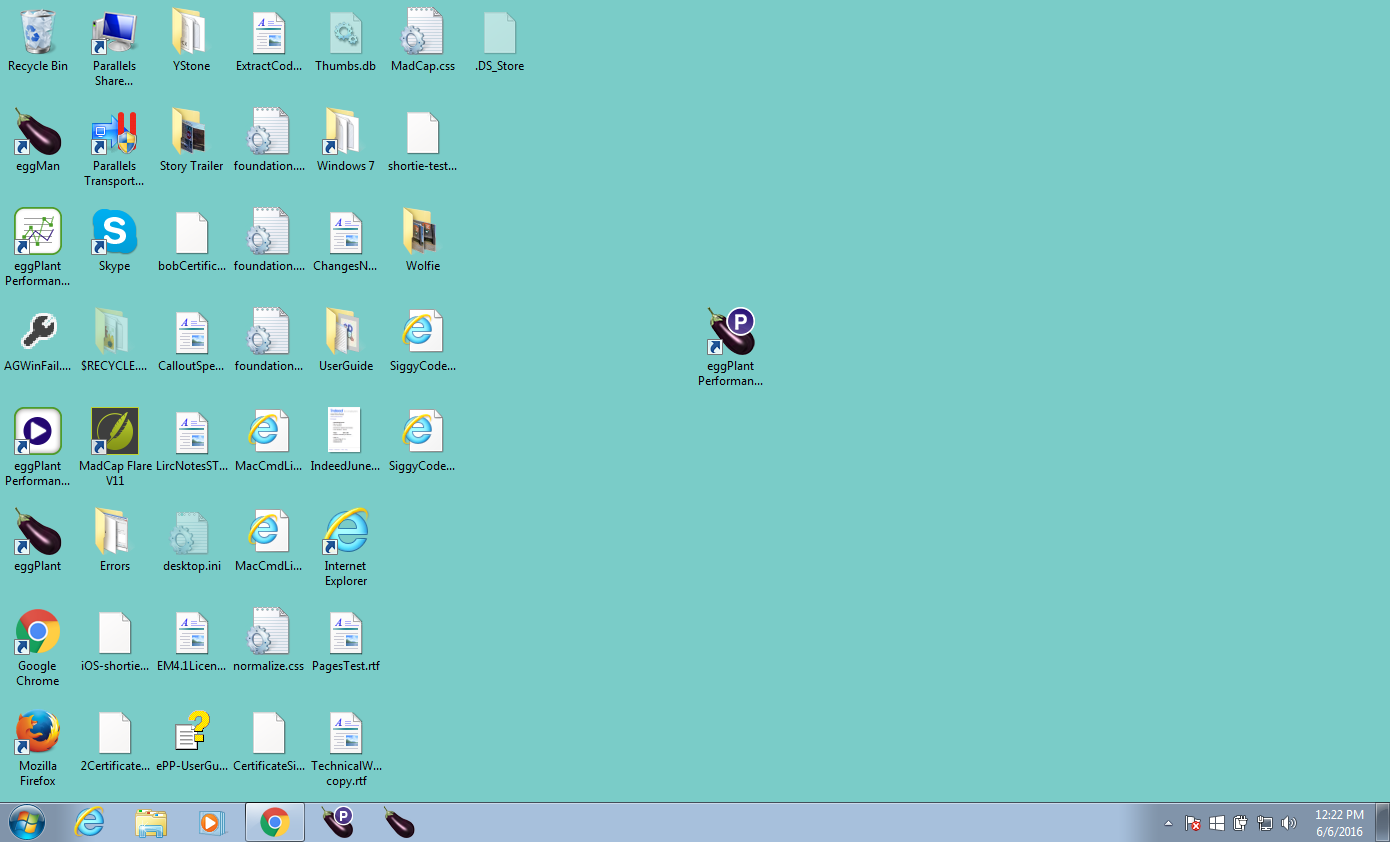 Recycle Bin
Parallels
Share...
YStone
ExtractCod...
Thumbs.db
MadCap.css
.DS_Store
eggMan
Parallels
Transport...
Story Trailer
foundation....
Windows 7
shortie-test...
eggPlant
Performan...
Skype
bobCertific...
foundation....
ChangesN...
Wolfie
AGWinFail....
$RECYCLE....
CalloutSpe...
foundation...
UserGuide
SiggyCode...
eggPlant
Performan...
eggPlant
Performan...
MadCap Flare
V11
LircNotesST...
MacCmdLi...
IndeedJune...
SiggyCode...
eggPlant
Errors
desktop.ini
MacCmdLi...
Internet
Explorer
Google
Chrome
iOS-shortie...
EM4.1Licen...
normalize.css
PagesTest.rtf
Mozilla
Firefox
2Certificate...
ePP-UserGu...
CertificateSi...
TechnicalW...
copy.rtf
12:22 PM
6/6/2016